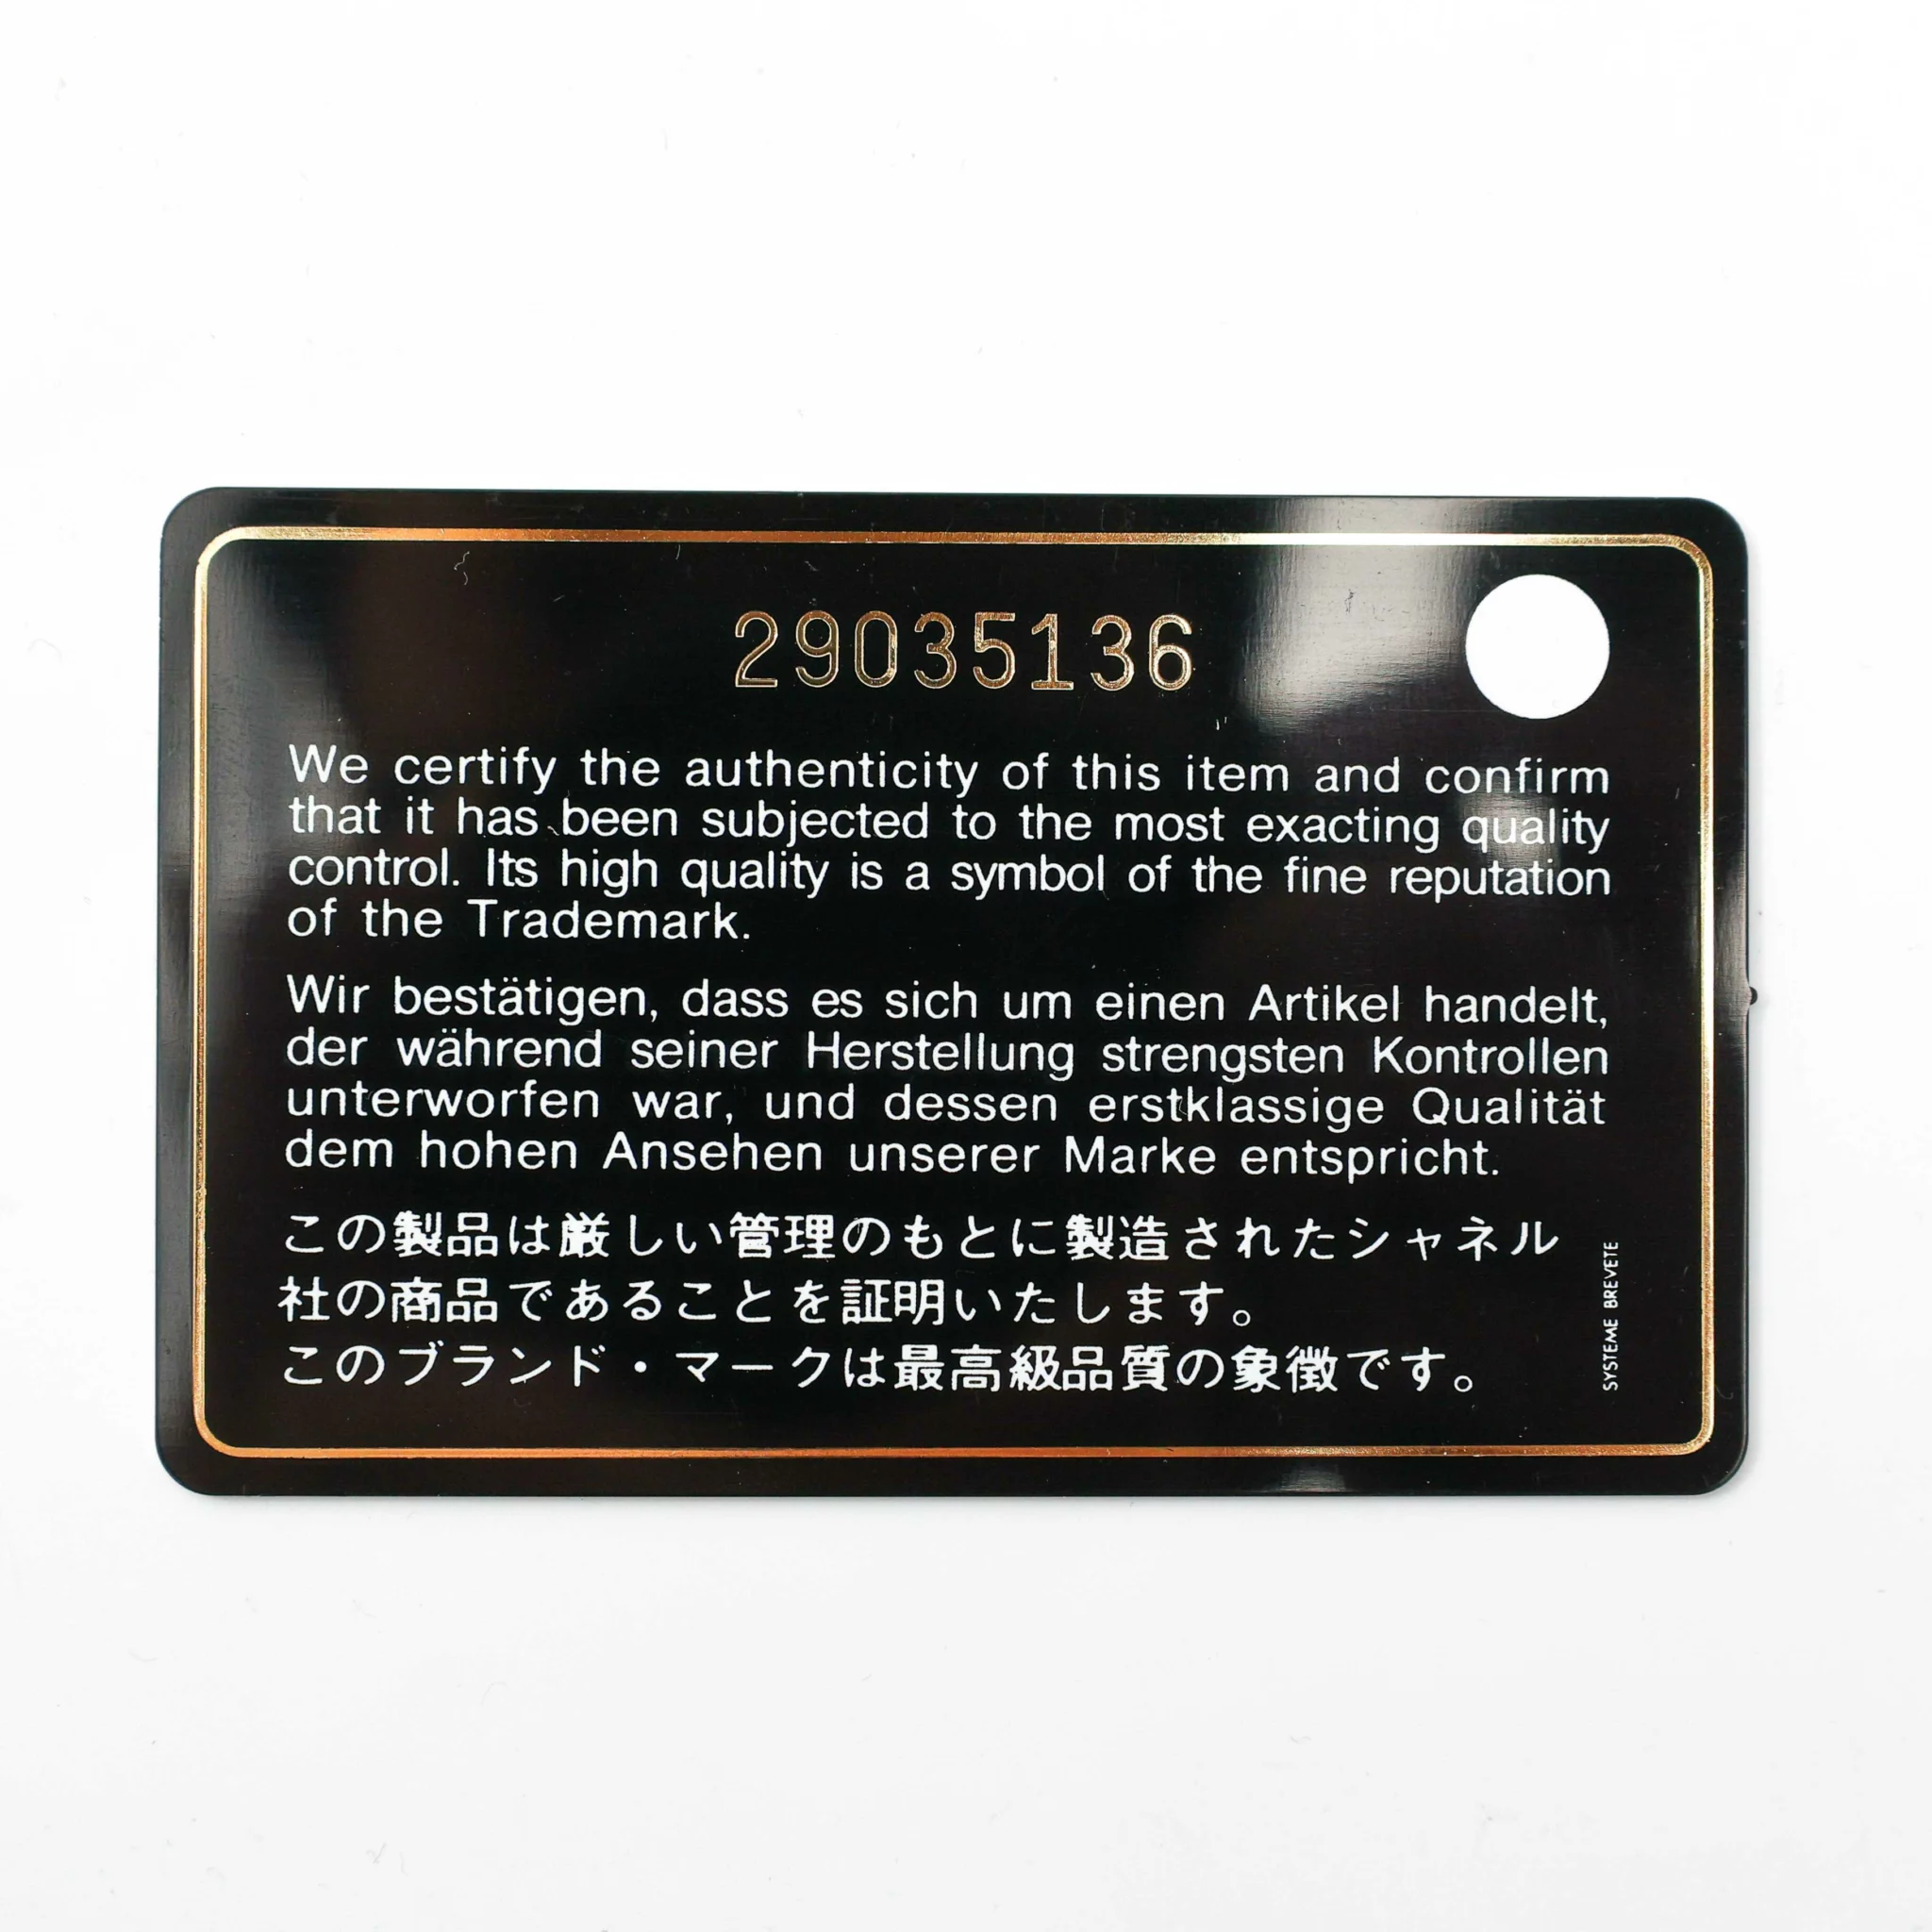 29035136
We certify the authenticity of this item and confirm
that it has been subjected to the most exacting quality
control. Its high quality is a symbol of the fine reputation
of the Trademark.
Wir bestätigen, dass es sich um einen Artikel handelt,
der während seiner Herstellung strengsten Kontrollen
unterworfen war, und dessen erstklassige Qualität
dem hohen Ansehen unserer Marke entspricht.
この製品は厳しい管理のもとに製造されたシャネル
社の商品であることを証明いたします。
このブランド・マークは最高級品質の象徴です。
SYSTEME BREVETE